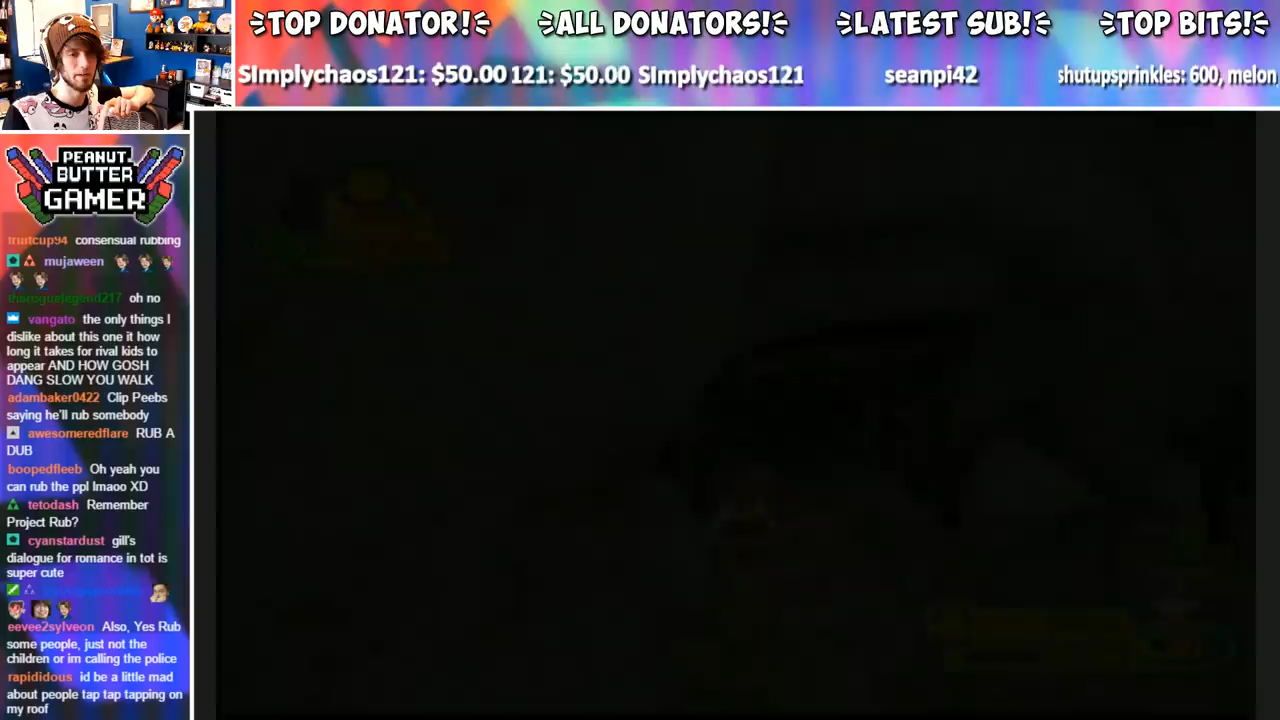 TOP DONATOR! ALL DONATORS! LATEST SUB! TOP BITS!
SImplychaos121: $50.00 121: $50.00 SImplychaos121 seanpi42 shutupsprinkles: 600, melon
PEANUT
BUTTER
GAMER
fruitcup94 consensual rubbing
mujaween
oh no
vangato the only things I
dislike about this one it how
long it takes for rival kids to
appear AND HOW GOSH
DANG SLOW YOU WALK
adambaker0422 Clip Peebs
saying he'll rub somebody
awesomeredflare RUB A
DUB
boopedfleeb Oh yeah you
can rub the ppl lmaoo XD
tetodash Remember
Project Rub?
cyanstardust gill's
dialogue for romance in tot is
super cute
eevee2sylveon Also, Yes Rub
some people, just not the
children or im calling the police
rapididous id be a little mad
about people tap tap tapping on
my roof